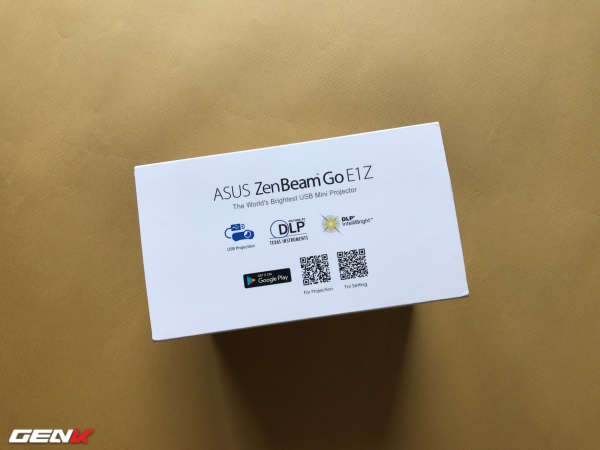 ASUS ZenBeam™ Go E1Z
The World's Brightest USB Mini Projector
USB Projection
DLP
TEXAS INSTRUMENTS
DLP®
IntelliBright™
GET IT ON
Google Play
For Projection
For Setting
GENK